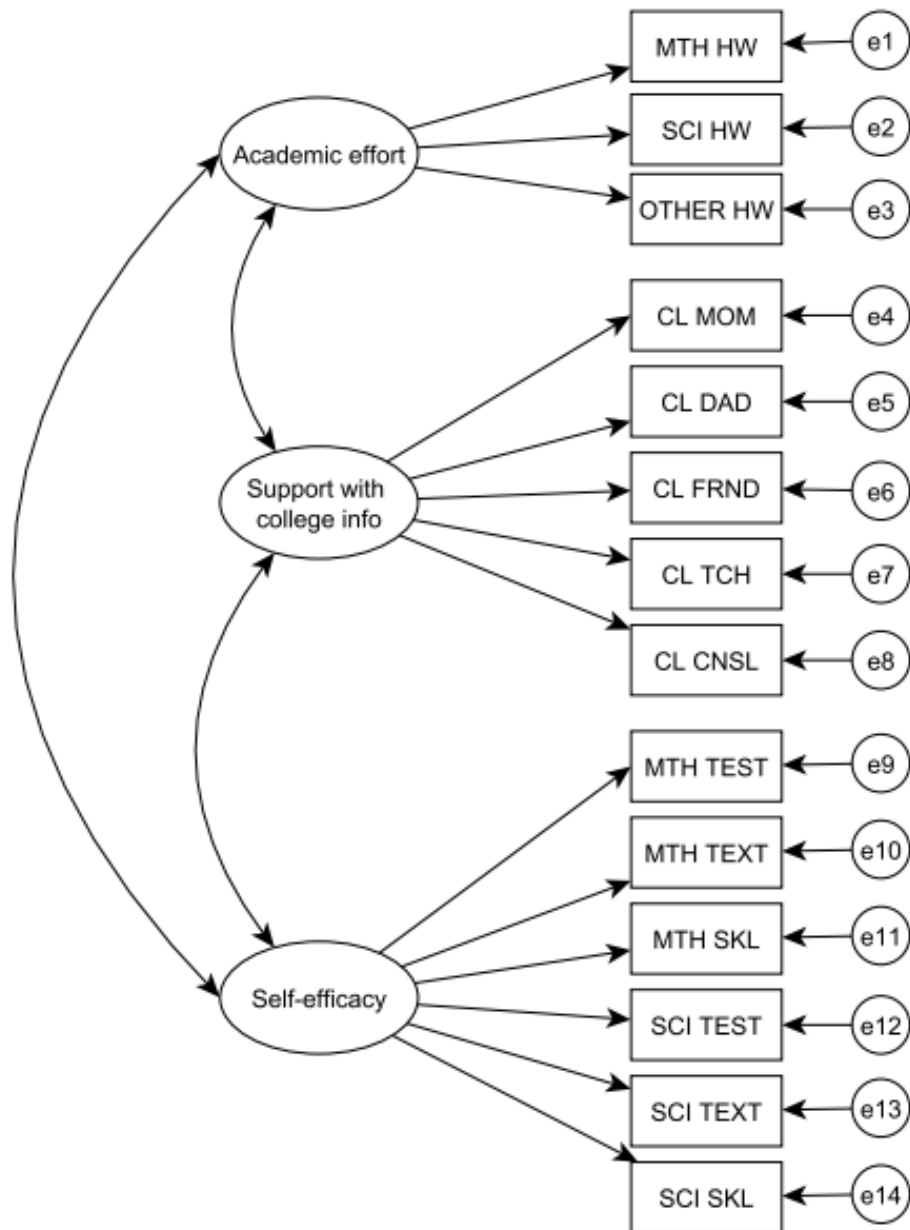 MTH HW
e1
Academic effort
SCI HW
e2
OTHER HW
e3
CL MOM
e4
CL DAD
e5
Support with
college info
CL FRND
e6
CL TCH
e7
CL CNSL
e8
MTH TEST
e9
MTH TEXT
e10
MTH SKL
e11
Self-efficacy
SCI TEST
e12
SCI TEXT
e13
SCI SKL
e14